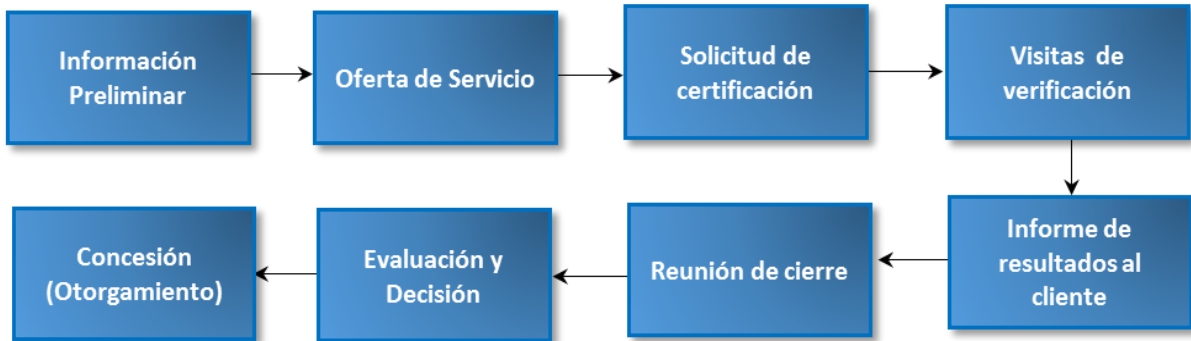 Información
Preliminar
Oferta de Servicio
Solicitud de
certificación
Visitas de
verificación
Informe de
resultados al
cliente
Reunión de cierre
Evaluación y
Decisión
Concesión
(Otorgamiento)